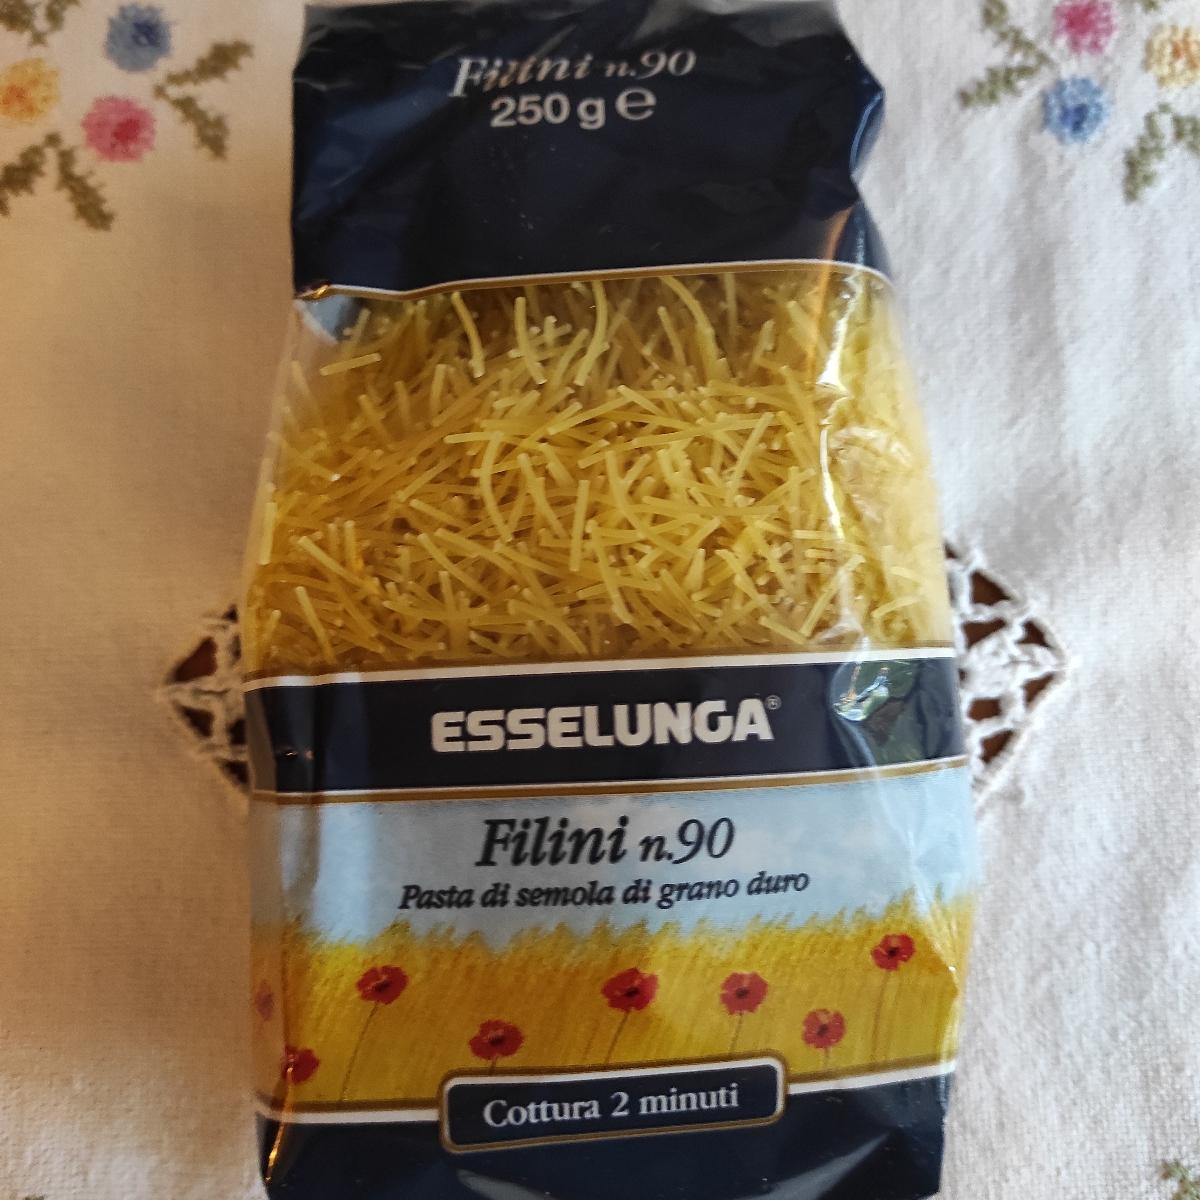 Filini n.90
250 g ℮
ESSELUNGA®
Filini n.90
Pasta di semola di grano duro
Cottura 2 minuti